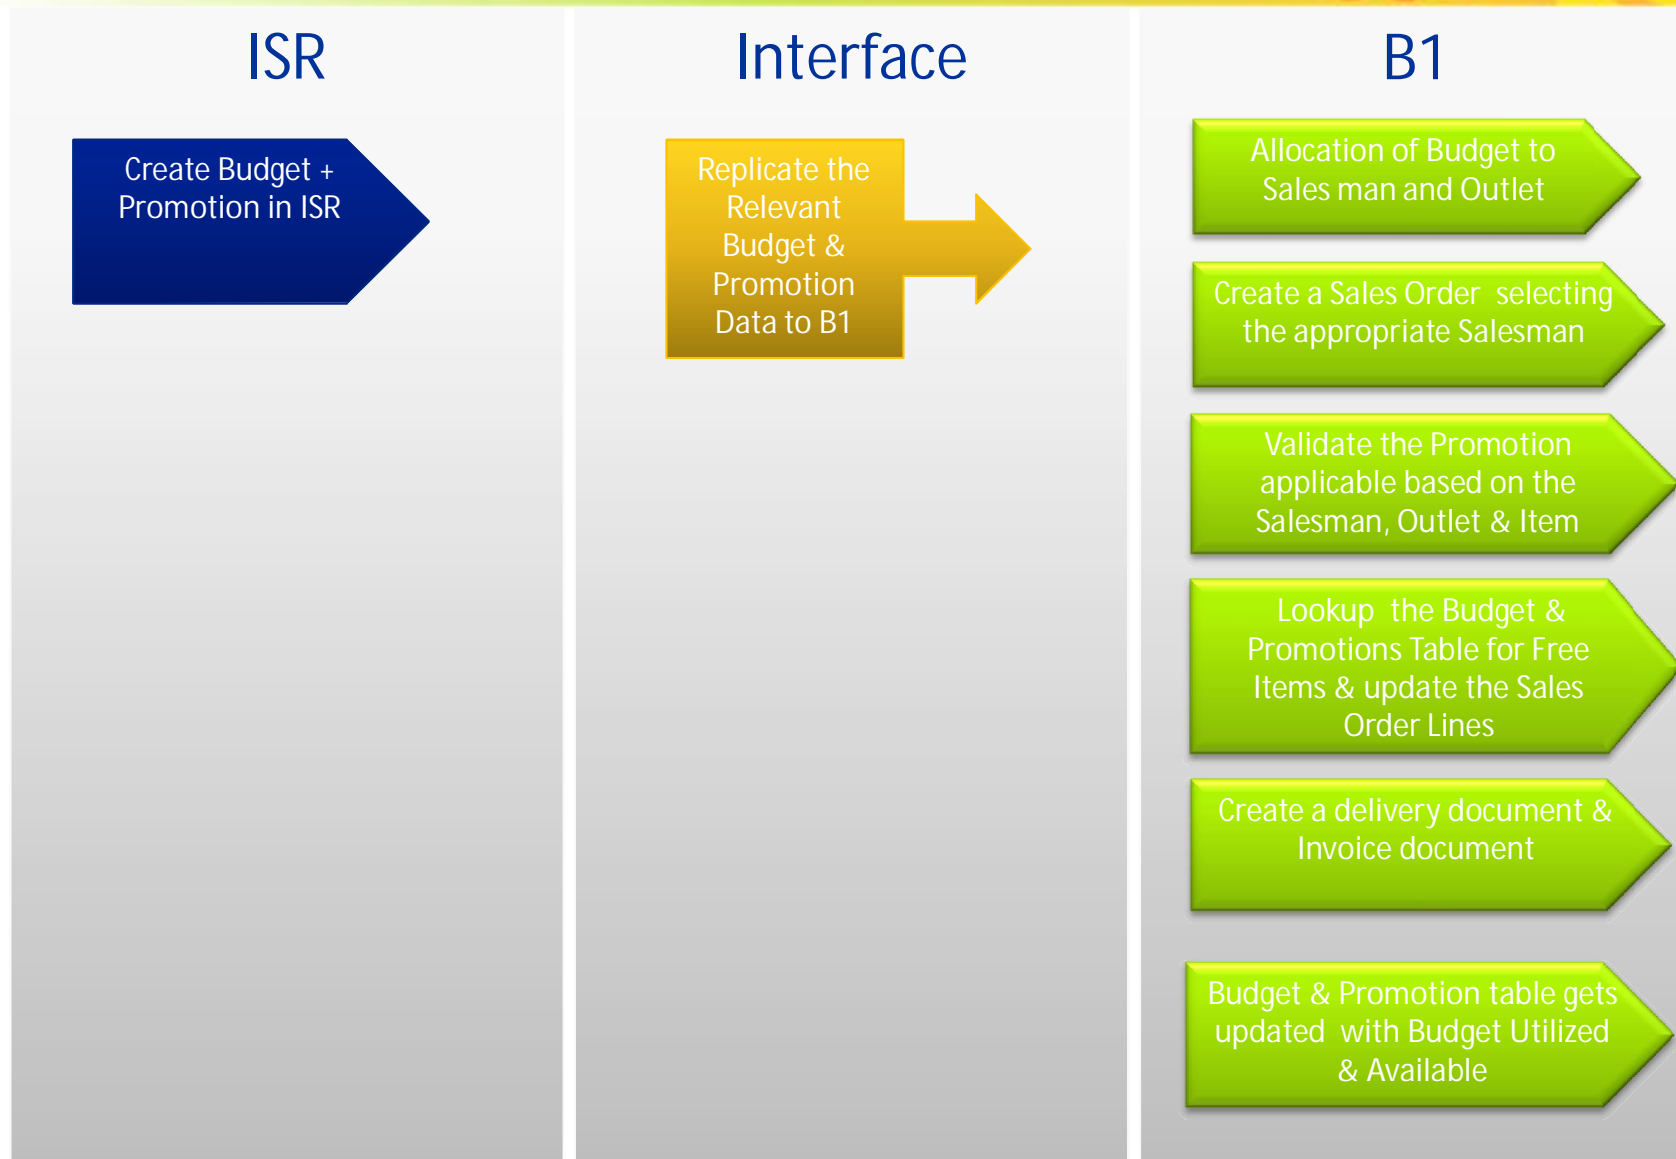 ISR
Create Budget +
Promotion in ISR
Interface
Replicate the
Relevant
Budget &
Promotion
Data to B1
B1
Allocation of Budget to
Sales man and Outlet
Create a Sales Order selecting
the appropriate Salesman
Validate the Promotion
applicable based on the
Salesman, Outlet & Item
Lookup the Budget &
Promotions Table for Free
Items & update the Sales
Order Lines
Create a delivery document &
Invoice document
Budget & Promotion table gets
updated with Budget Utilized
& Available